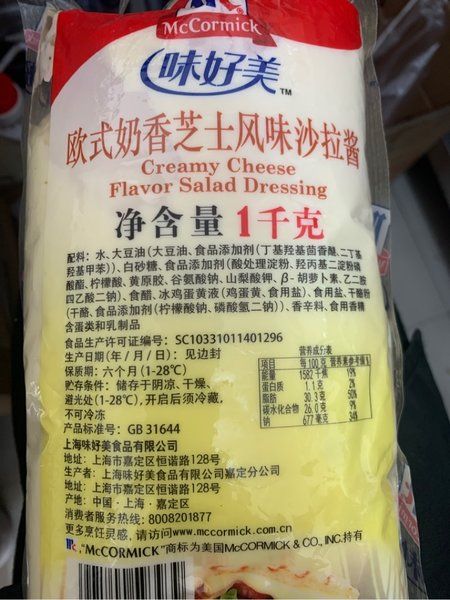 McCormick
味好美™
欧式奶香芝士风味沙拉酱
Creamy Cheese
Flavor Salad Dressing
净含量 1千克
配料：水、大豆油（大豆油、食品添加剂（丁基羟基茴香醚、二丁基
羟基甲苯））、白砂糖、食品添加剂（酸处理淀粉、羟丙基二淀粉磷
酸酯、柠檬酸、黄原胶、谷氨酸钠、山梨酸钾、β-胡萝卜素、乙二胺
四乙酸二钠）、食醋、冰鸡蛋黄液（鸡蛋黄、食用盐）、食用盐、干酪粉
（干酪、食品添加剂（柠檬酸钠、磷酸氢二钠））、香辛料、食用香精
含蛋类和乳制品
食品生产许可证编号：SC10331011401296
生产日期（年/月/日）：见边封
保质期：六个月（1-28℃）
贮存条件：储存于阴凉、干燥、
避光处（1-28℃），开启后须冷藏，
不可冷冻
产品标准号：GB 31644
营养成分表
项目 每100克 营养素参考值%
能量 1582千焦 19%
蛋白质 1.1克 2%
脂肪 30.3克 50%
碳水化合物 26.0克 9%
钠 677毫克 34%
上海味好美食品有限公司
地址：上海市嘉定区恒谐路128号
生产者：上海味好美食品有限公司嘉定分公司
地址：上海市嘉定区恒谐路128号
产地：中国·上海·嘉定区
消费者服务热线：8008201877
更多烹饪灵感，请访问www.mccormick.com.cn
"McCORMICK"商标为美国McCORMICK & CO., INC.持有